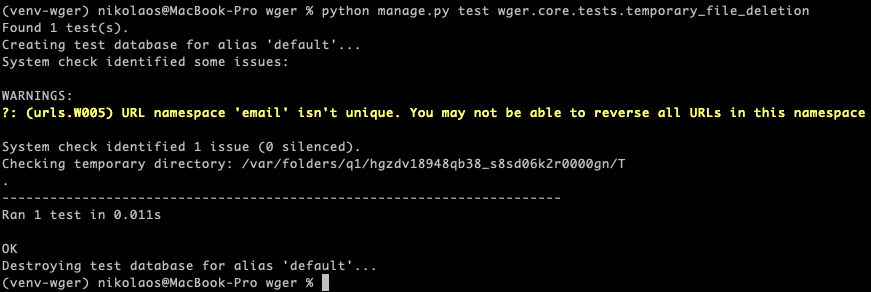 (venv-wger) nikolaos@MacBook-Pro wger % python manage.py test wger.core.tests.temporary_file_deletion
Found 1 test(s).
Creating test database for alias 'default'...
System check identified some issues:
WARNINGS:
?: (urls.W005) URL namespace 'email' isn't unique. You may not be able to reverse all URLs in this namespace
System check identified 1 issue (0 silenced).
Checking temporary directory: /var/folders/q1/hgzdv18948qb38_s8sd06k2r0000gn/T
.
----------------------------------------------------------------------
Ran 1 test in 0.011s
OK
Destroying test database for alias 'default'...
(venv-wger) nikolaos@MacBook-Pro wger %